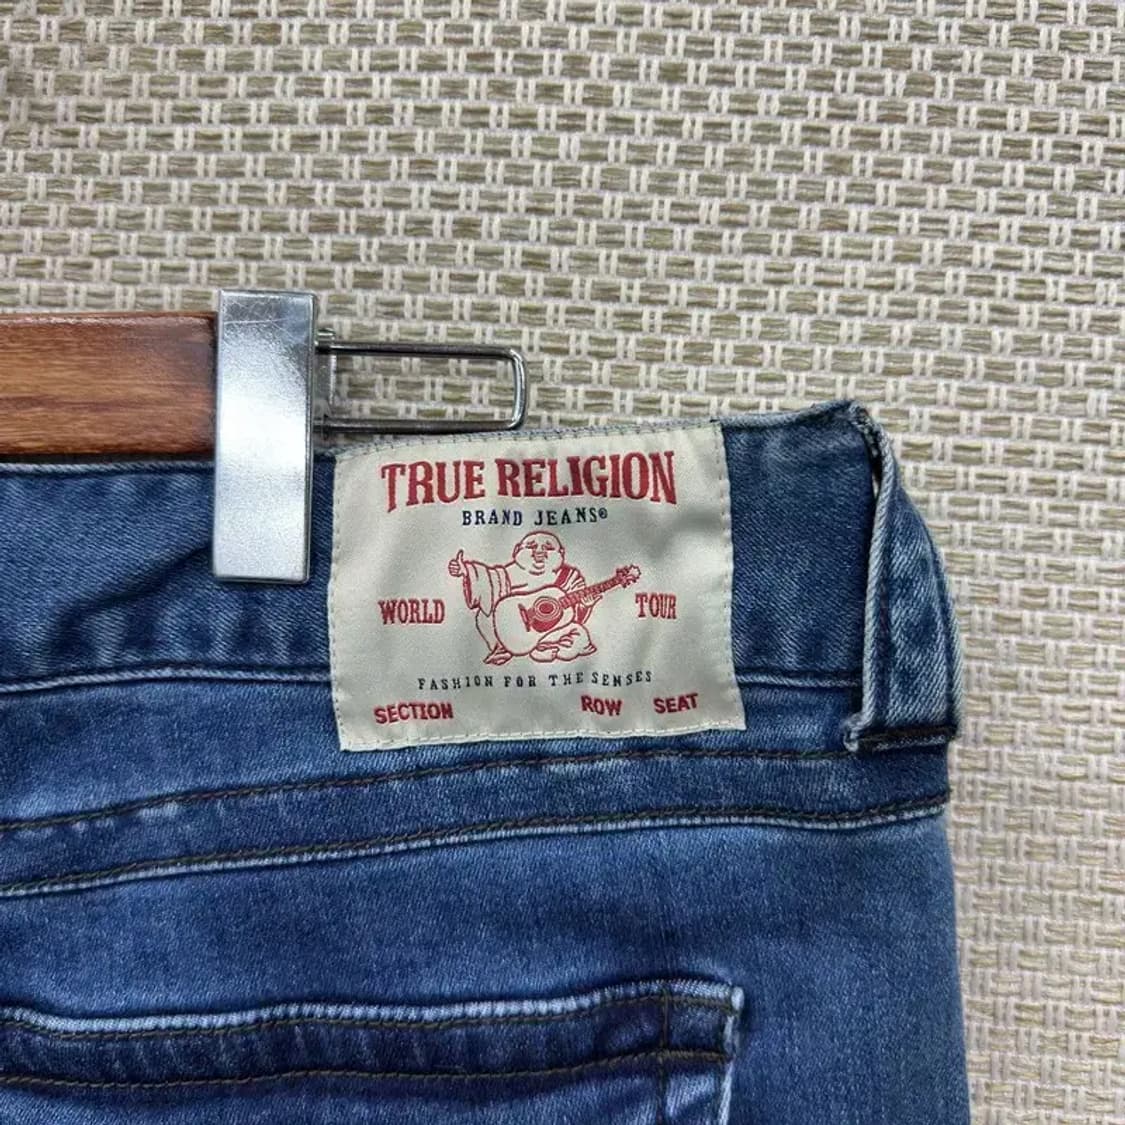 TRUE RELIGION
BRAND JEANS®
WORLD TOUR
FASHION FOR THE SENSES
SECTION ROW SEAT